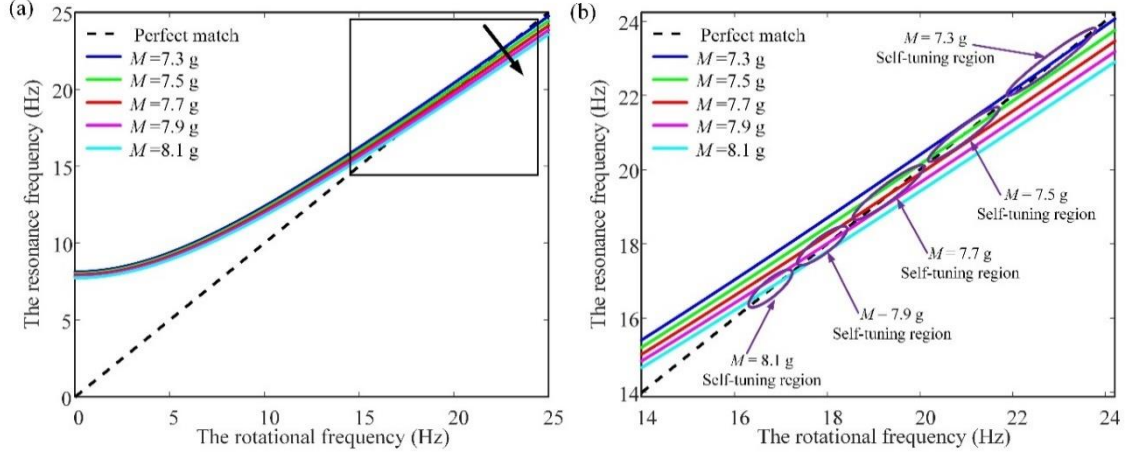 (a)
25
20
15
10
5
0
The resonance frequency (Hz)
Perfect match
M=7.3 g
M=7.5 g
M=7.7 g
M=7.9 g
M=8.1 g
0 5 10 15 20 25
The rotational frequency (Hz)
(b)
24
22
20
18
16
14
The resonance frequency (Hz)
Perfect match
M=7.3 g
M=7.5 g
M=7.7 g
M=7.9 g
M=8.1 g
M=7.3 g
Self-tuning region
M−7.5 g
Self-tuning region
M=7.7 g
Self-tuning region
M−7.9 g
Self-tuning region
M=8.1 g
Self-tuning region
14 16 18 20 22 24
The rotational frequency (Hz)